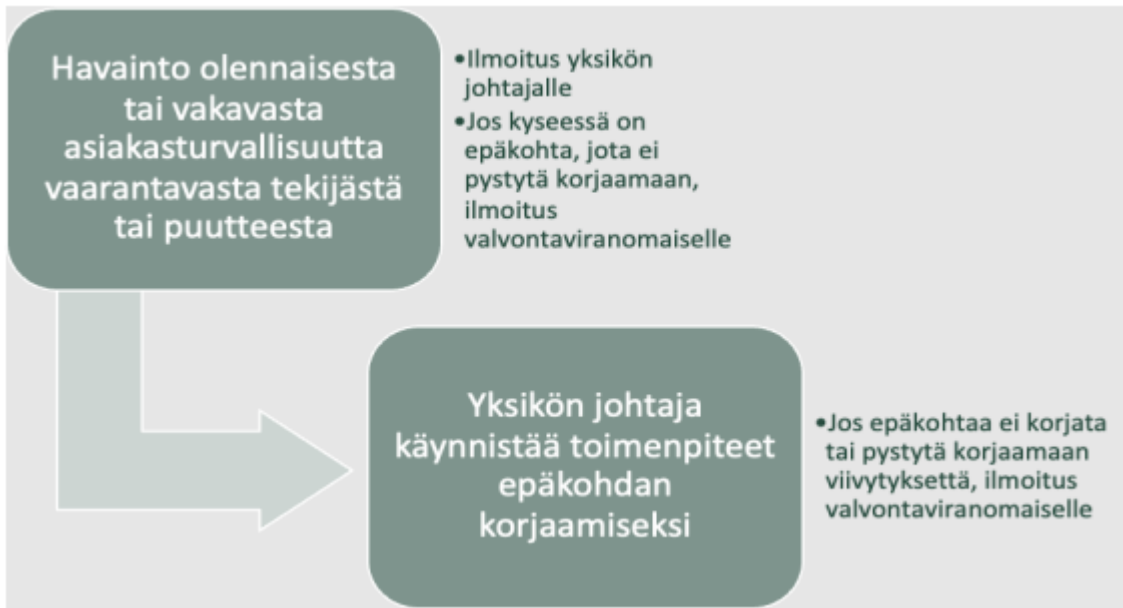 Havainto olennaisesta
tai vakavasta
asiakasturvallisuutta
vaarantavasta tekijästä
tai puutteesta
•Ilmoitus yksikön
johtajalle
•Jos kyseessä on
epäkohta, jota ei
pystytä korjaamaan,
ilmoitus
valvontaviranomaiselle
Yksikön johtaja
käynnistää toimenpiteet
epäkohdan
korjaamiseksi
•Jos epäkohtaa ei korjata
tai pystytä korjaamaan
viivytyksettä, ilmoitus
valvontaviranomaiselle